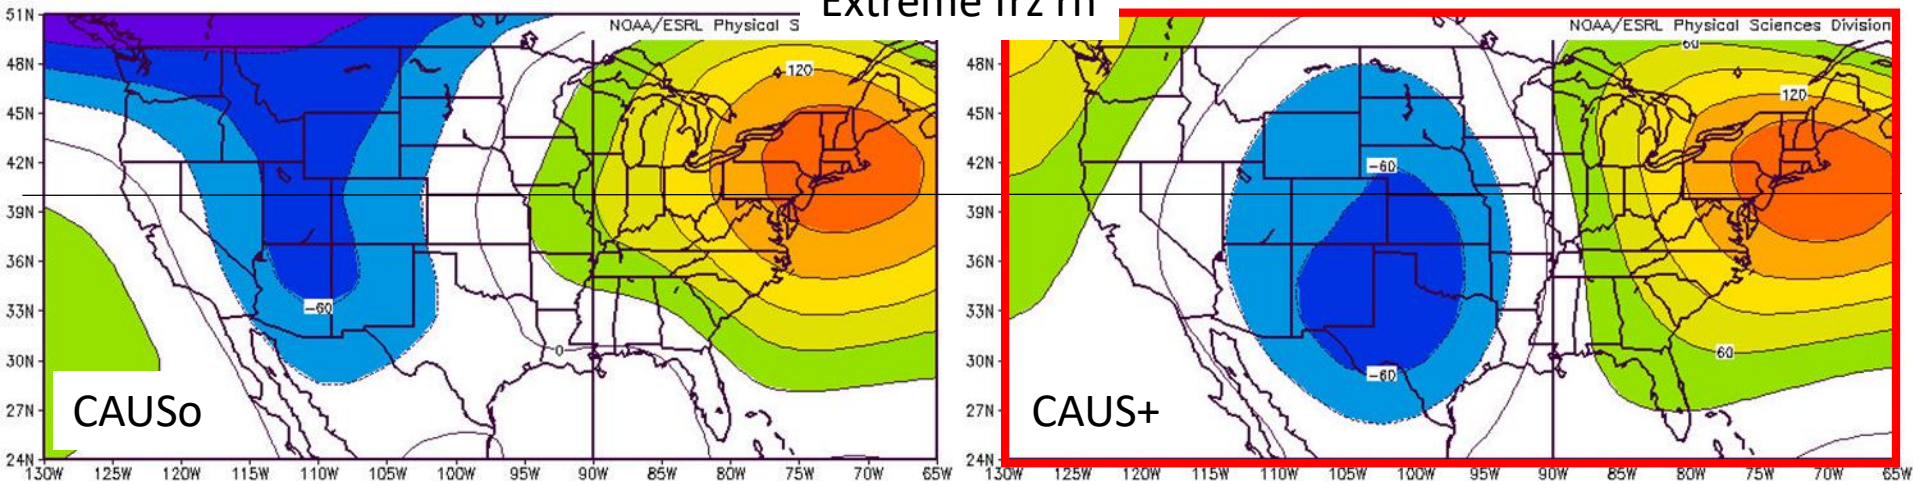 Extreme frz rn
NOAA/ESRL Physical S
51N
48N
45N
42N
39N
36N
33N
30N
27N
24N
120
-60
0
CAUSo
130W 125W 120W 115W 110W 105W 100W 95W 90W 85W 80W 75W 70W 65W
NOAA/ESRL Physical Sciences Division
48N
45N
42N
39N
36N
33N
30N
27N
24N
60
120
-60
60
-60
CAUS+
130W 125W 120W 115W 110W 105W 100W 95W 90W 85W 80W 75W 70W 65W